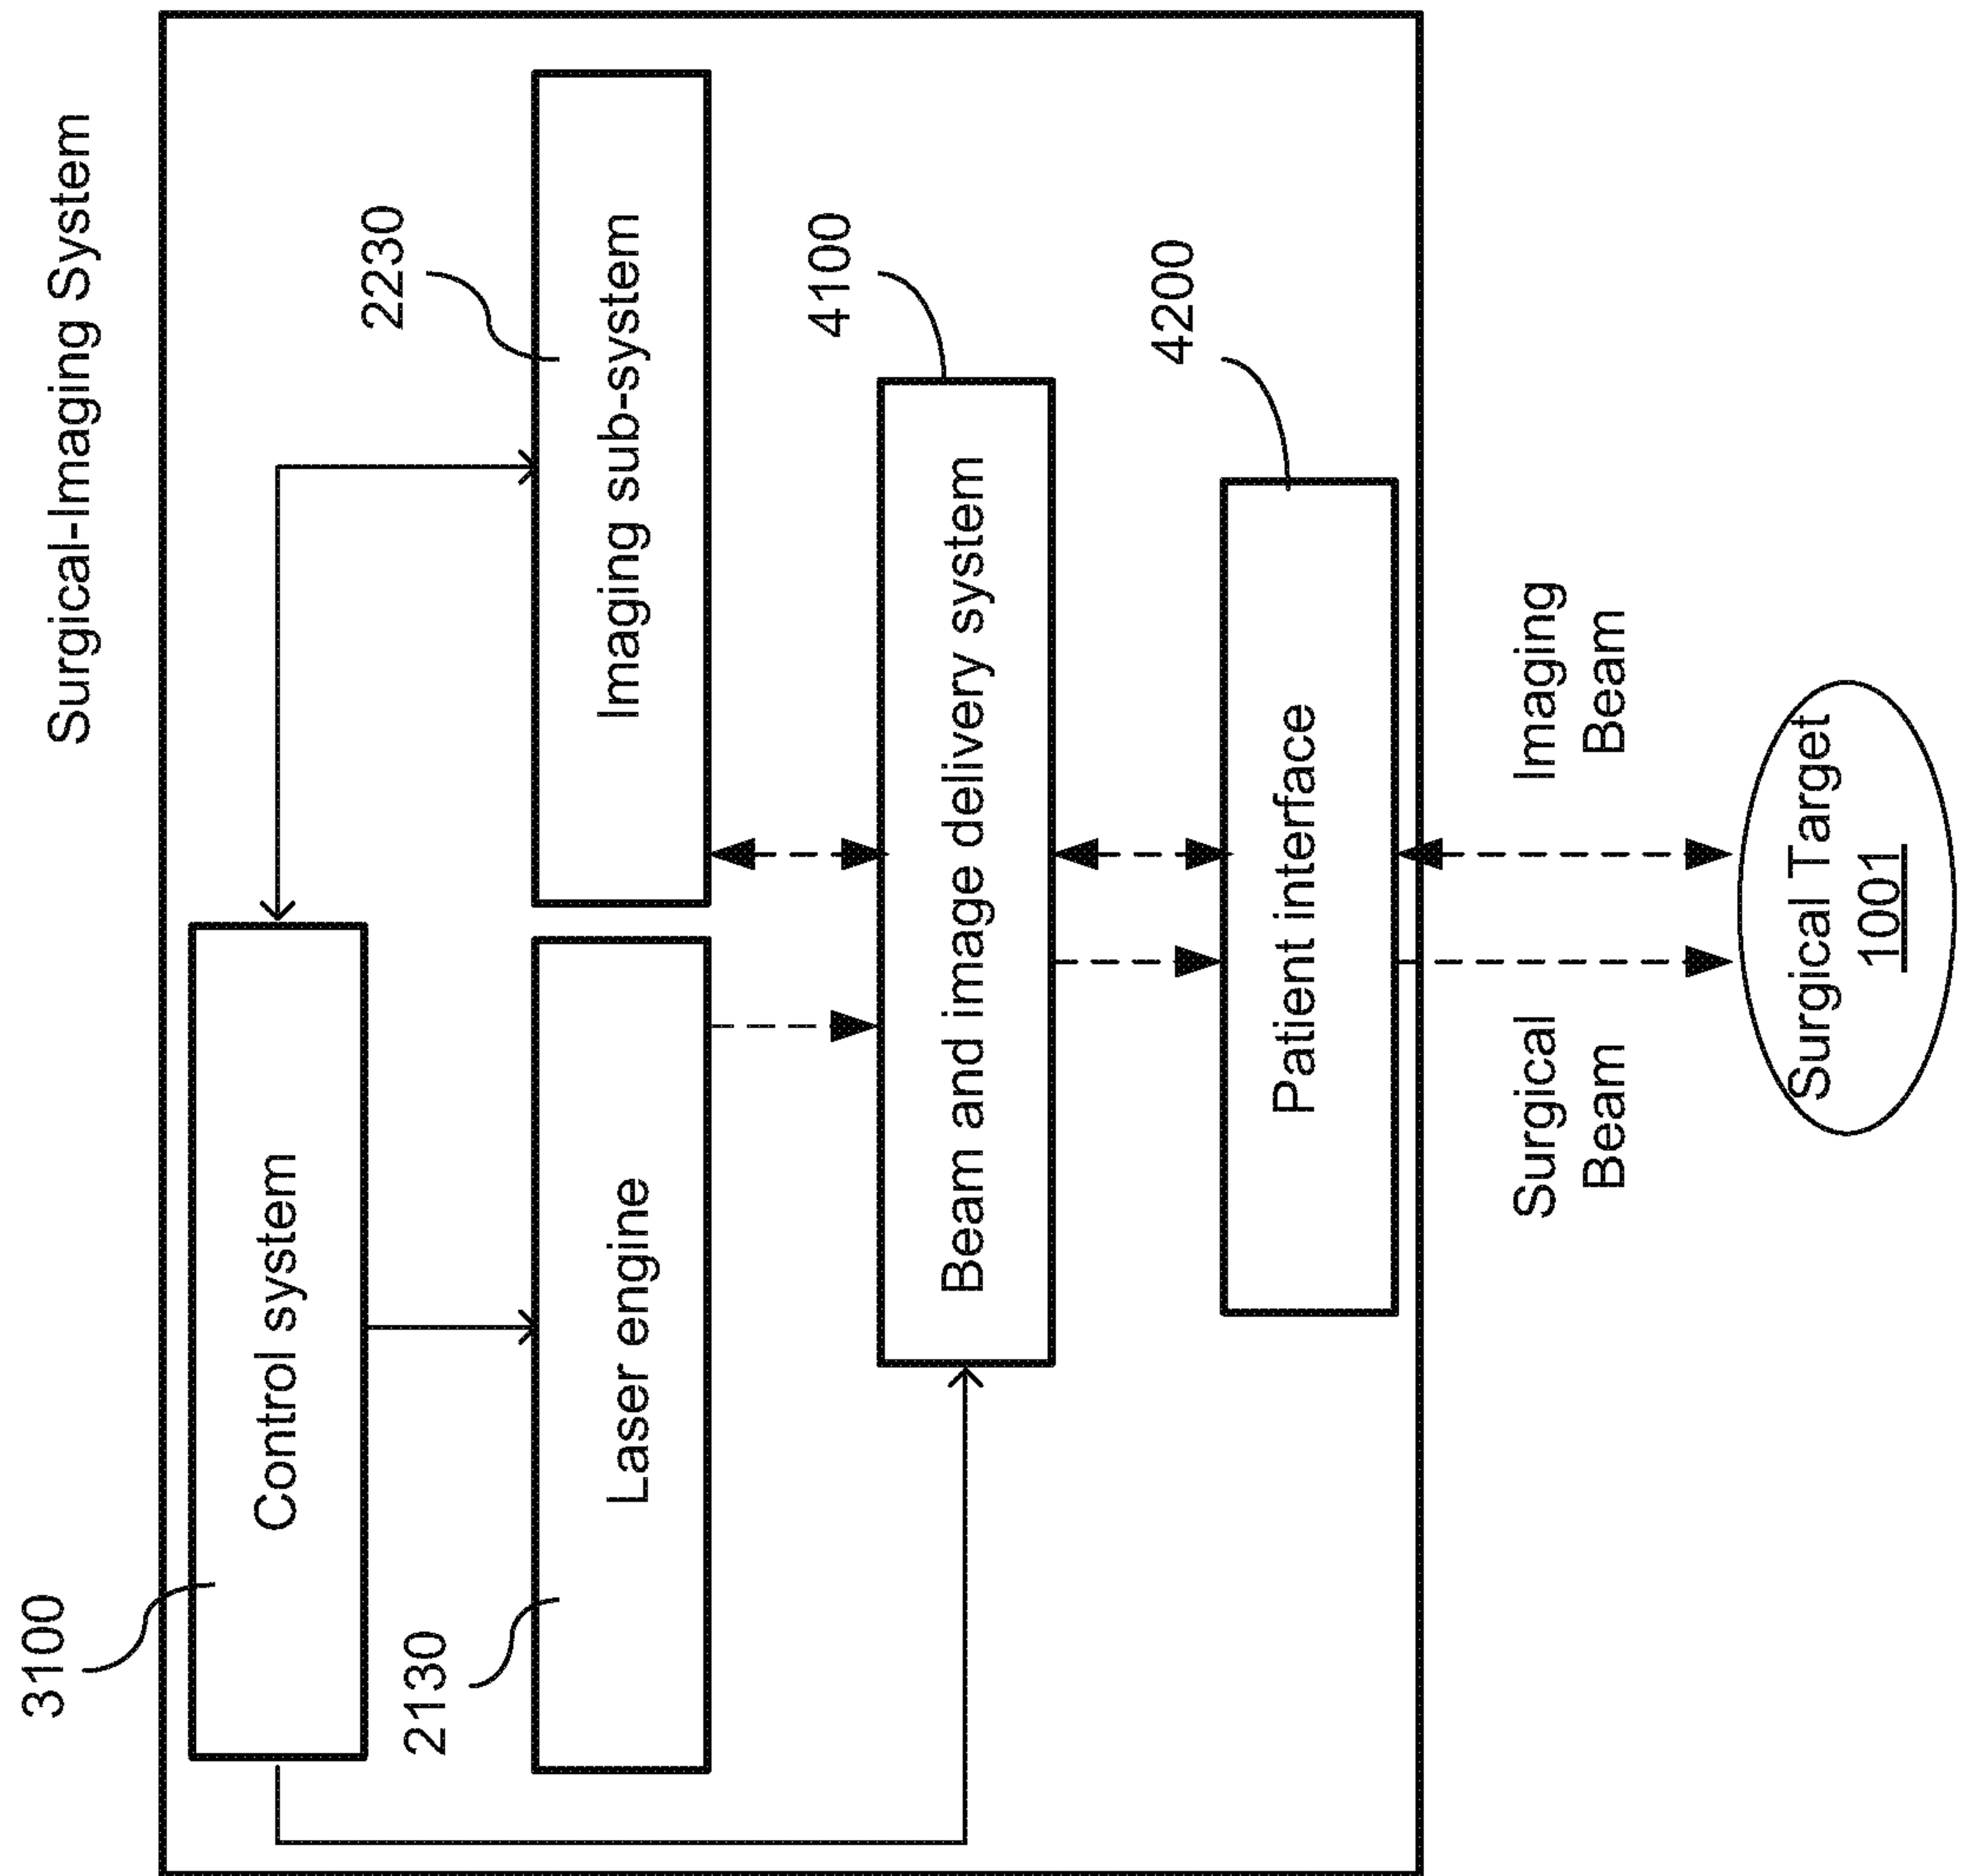 Surgical-Imaging System
3100
Control system
2230
2130
Laser engine
Imaging sub-system
4100
Beam and image delivery system
4200
Patient interface
Surgical
Beam
Imaging
Beam
Surgical Target
1001